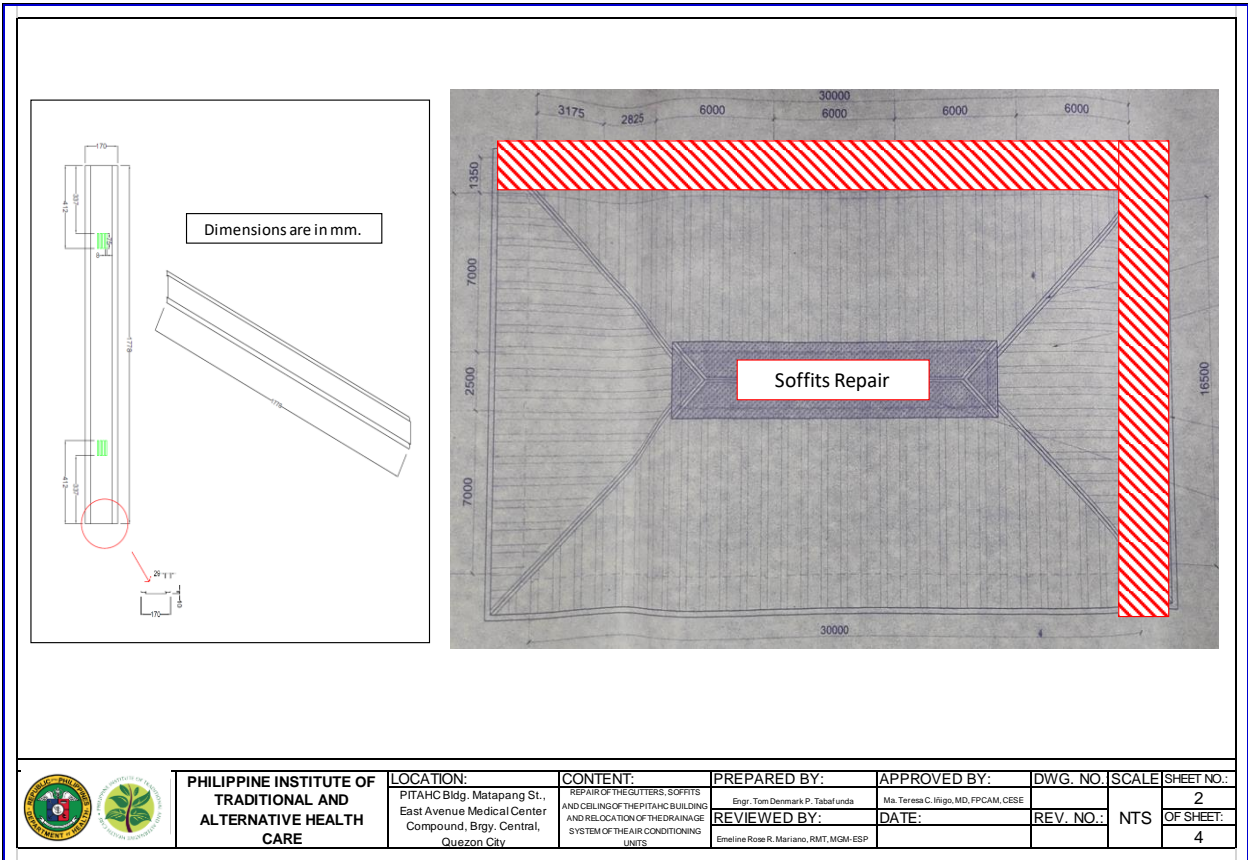 170
412
337
75
8
1778
412
337
29
170
Dimensions are in mm.
1775
30000
3175
2825
6000
6000
6000
6000
1350
7000
2500
7000
16500
30000
4
Soffits Repair
PHILIPPINE INSTITUTE OF
TRADITIONAL AND
ALTERNATIVE HEALTH
CARE
LOCATION:
PITAHC Bldg. Matapang St.,
East Avenue Medical Center
Compound, Brgy. Central,
Quezon City
CONTENT:
REPAIR OF THE GUTTERS, SOFFITS
AND CEILING OF THE PITAHC BUILDING
AND RELOCATION OF THE DRAINAGE
SYSTEM OF THE AIR CONDITIONING
UNITS
PREPARED BY:
Engr. Tom Denmark P. Tabafunda
REVIEWED BY:
Emeline Rose R. Mariano, RMT, MGM-ESP
APPROVED BY:
Ma. Teresa C. Iñigo, MD, FPCAM, CESE
DATE:
DWG. NO.
REV. NO.:
SCALE
NTS
SHEET NO.:
2
OF SHEET:
4